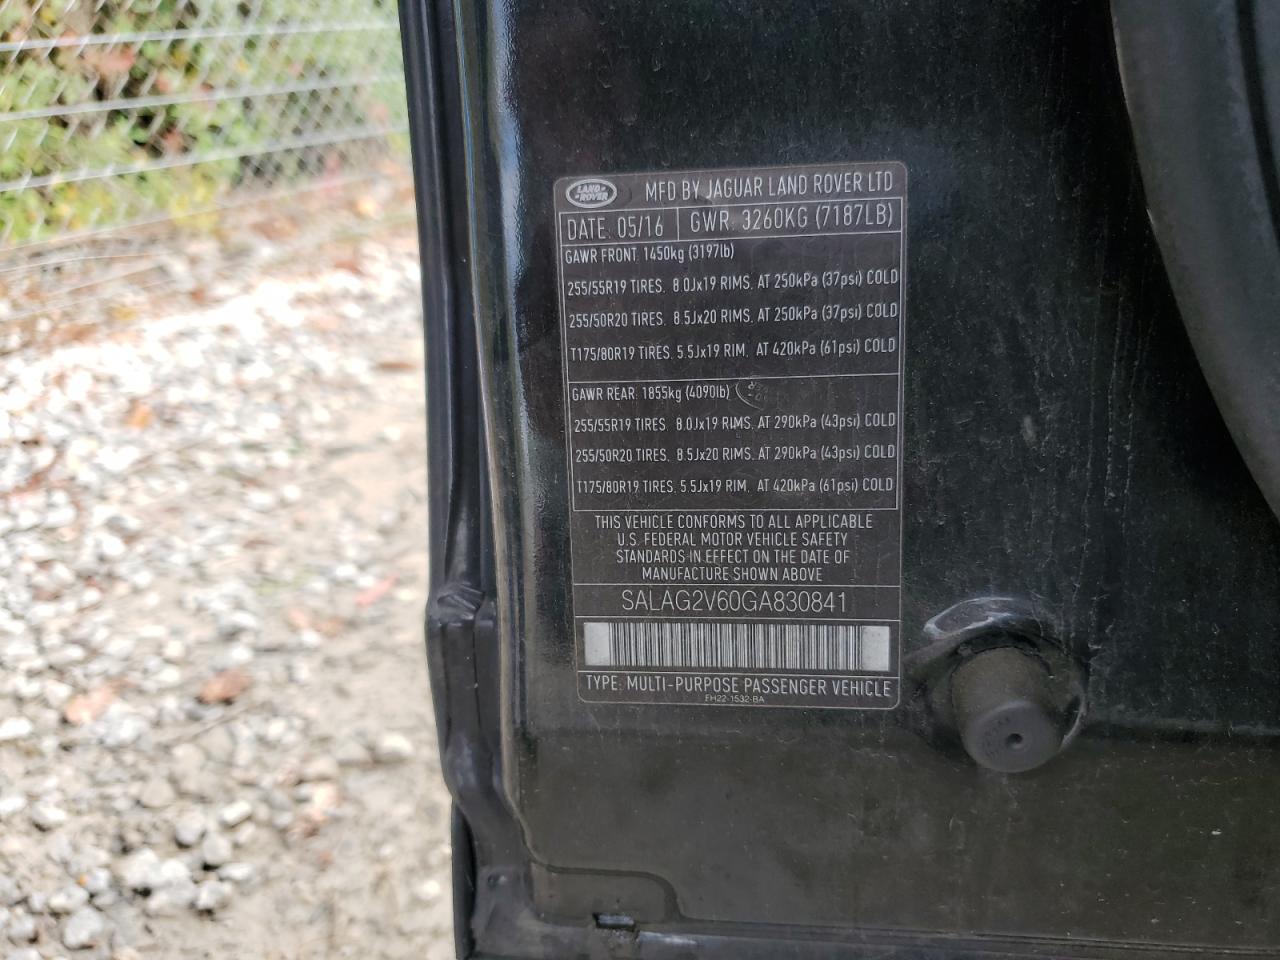 LAND ROVER MFD BY JAGUAR LAND ROVER LTD
DATE: 05/16 GWR: 3260KG (7187LB)
GAWR FRONT: 1450kg (3197lb)
255/55R19 TIRES, 8.0Jx19 RIMS, AT 250kPa (37psi) COLD
255/50R20 TIRES, 8.5Jx20 RIMS, AT 250kPa (37psi) COLD
T175/80R19 TIRES, 5.5Jx19 RIM, AT 420kPa (61psi) COLD
GAWR REAR: 1855kg (4090lb)
255/55R19 TIRES, 8.0Jx19 RIMS, AT 290kPa (43psi) COLD
255/50R20 TIRES, 8.5Jx20 RIMS, AT 290kPa (43psi) COLD
T175/80R19 TIRES, 5.5Jx19 RIM, AT 420kPa (61psi) COLD
THIS VEHICLE CONFORMS TO ALL APPLICABLE
U.S. FEDERAL MOTOR VEHICLE SAFETY
STANDARDS IN EFFECT ON THE DATE OF
MANUFACTURE SHOWN ABOVE
SALAG2V60GA830841
TYPE: MULTI-PURPOSE PASSENGER VEHICLE
FH22-1532-BA